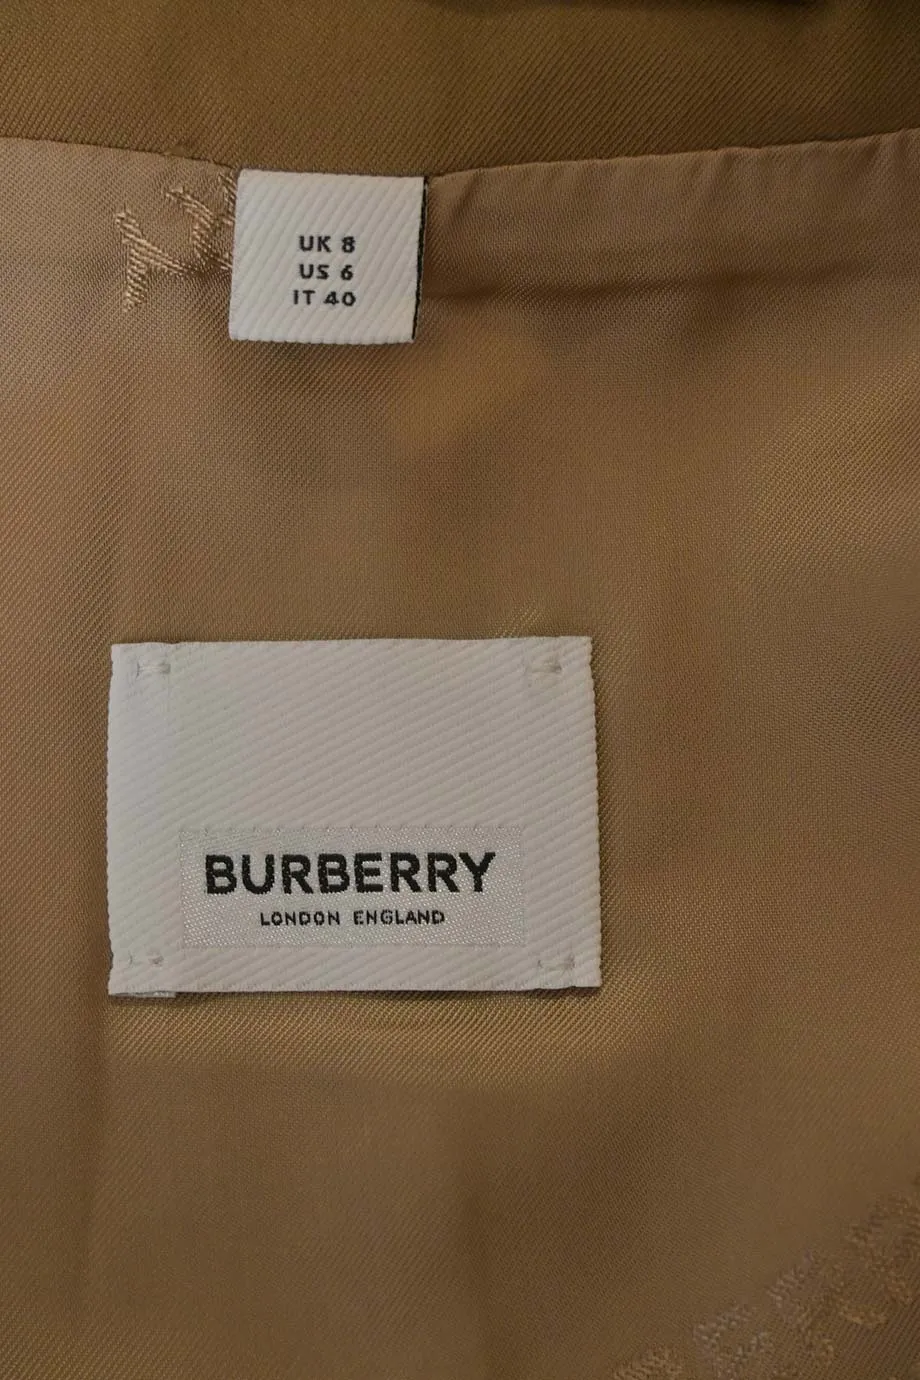 UK 8
US 6
IT 40
BURBERRY
LONDON ENGLAND